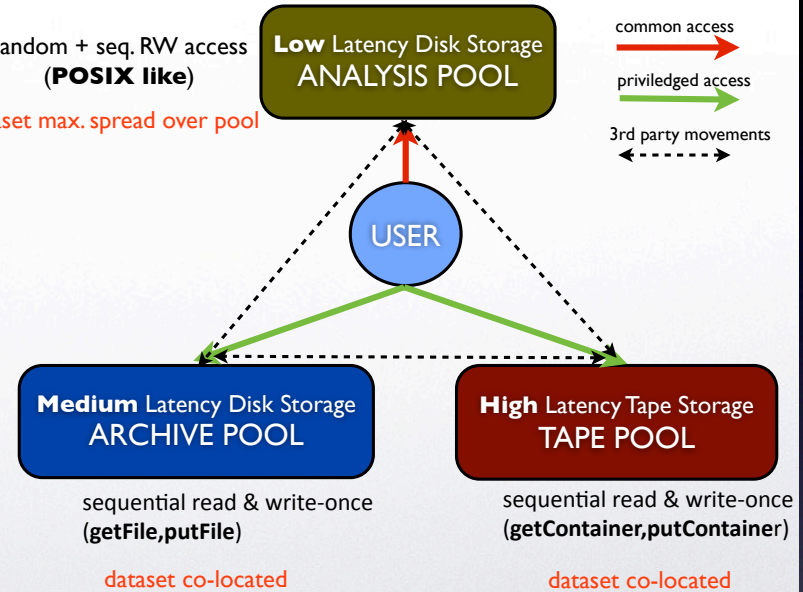 andom + seq. RW access
(POSIX like)
set max. spread over pool
Low Latency Disk Storage
ANALYSIS POOL
common access
priviledged access
3rd party movements
USER
Medium Latency Disk Storage
ARCHIVE POOL
High Latency Tape Storage
TAPE POOL
sequential read & write-once
(getFile,putFile)
dataset co-located
sequential read & write-once
(getContainer,putContainer)
dataset co-located